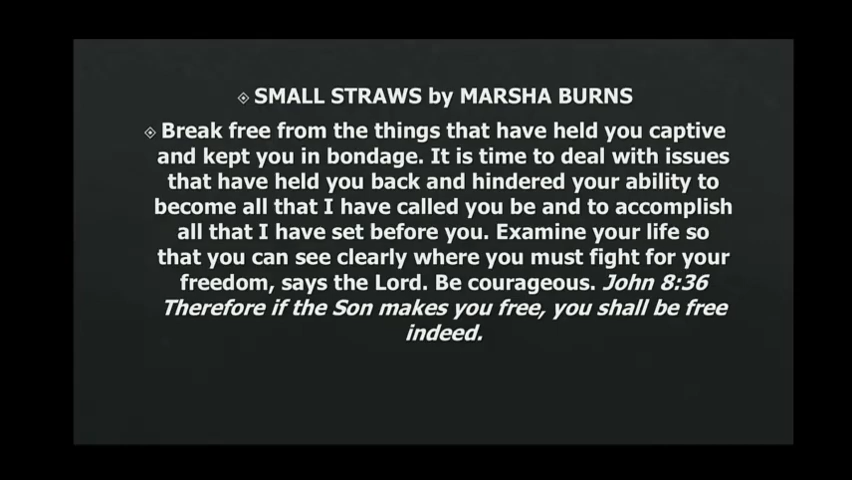 SMALL STRAWS by MARSHA BURNS
Break free from the things that have held you captive
and kept you in bondage. It is time to deal with issues
that have held you back and hindered your ability to
become all that I have called you be and to accomplish
all that I have set before you. Examine your life so
that you can see clearly where you must fight for your
freedom, says the Lord. Be courageous. John 8:36
Therefore if the Son makes you free, you shall be free
indeed.